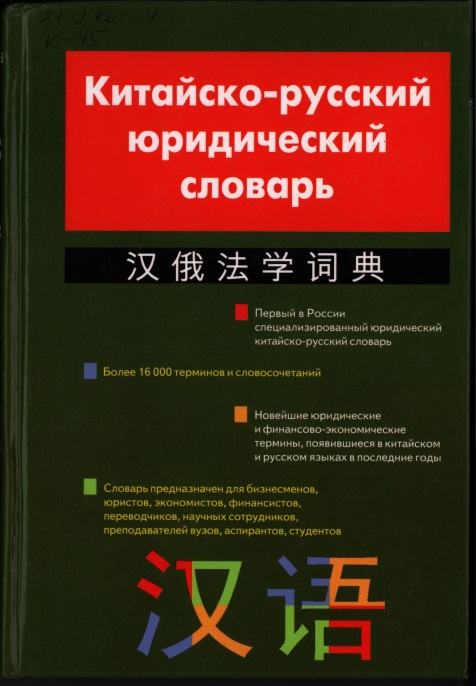 Китайско-русский
юридический
словарь
汉俄法学词典
Первый в России
специализированный юридический
китайско-русский словарь
Более 16 000 терминов и словосочетаний
Новейшие юридические
и финансово-экономические
термины, появившиеся в китайском
и русском языках в последние годы
Словарь предназначен для бизнесменов,
юристов, экономистов, финансистов,
переводчиков, научных сотрудников,
преподавателей вузов, аспирантов, студентов
汉语